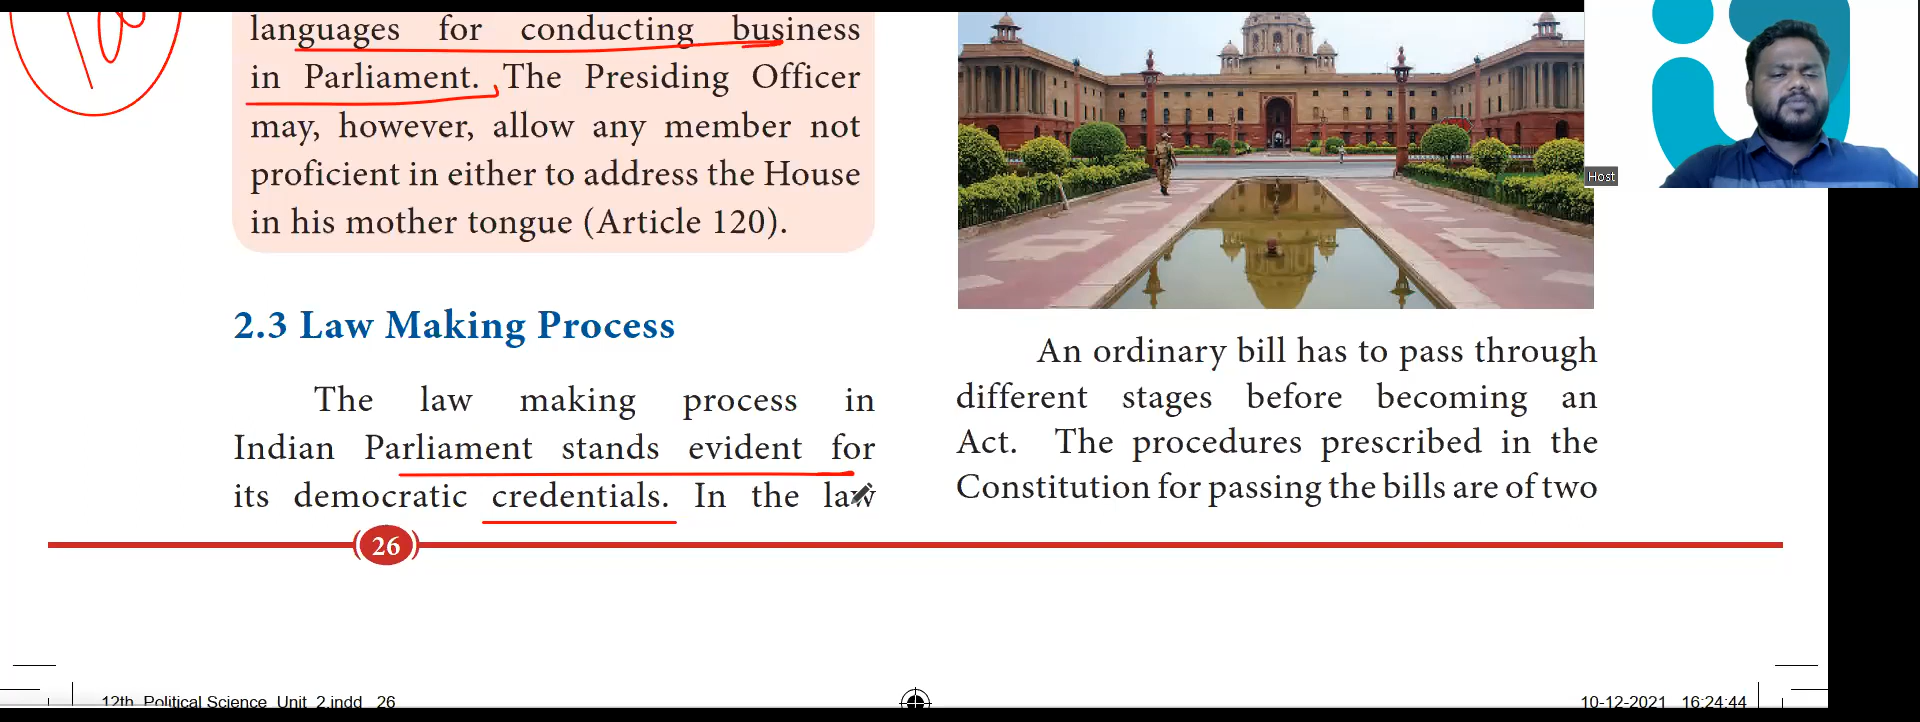 languages for conducting business
in Parliament. The Presiding Officer
may, however, allow any member not
proficient in either to address the House
in his mother tongue (Article 120).
2.3 Law Making Process
The law making process in
Indian Parliament stands evident for
its democratic credentials. In the law
An ordinary bill has to pass through
different stages before becoming an
Act. The procedures prescribed in the
Constitution for passing the bills are of two
26
12th_Political_Science_Unit_2.indd 26
10-12-2021 16:24:44
Host